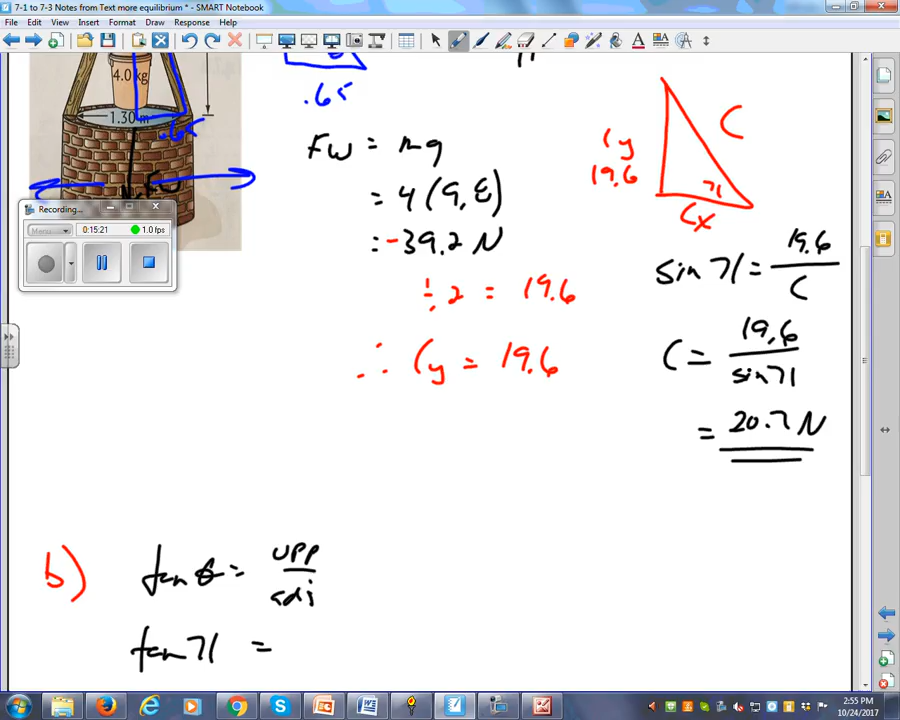 7-1 to 7-3 Notes from Text more equilibrium * - SMART Notebook
File Edit View Insert Format Draw Response Help
4.0 kg
1.30 m
.65
.65
Fw
Recording...
Menu
0:15:21
1.0 fps
Fw = mg
= 4(9.8)
= -39.2 N
÷ 2 = 19.6
∴ Cy = 19.6
C
Cy
19.6
71
Cx
sin 71 = 19.6 / C
C = 19.6 / sin 71
= 20.7 N
b) tan θ = opp / adj
tan 71 =
2:55 PM
10/24/2017